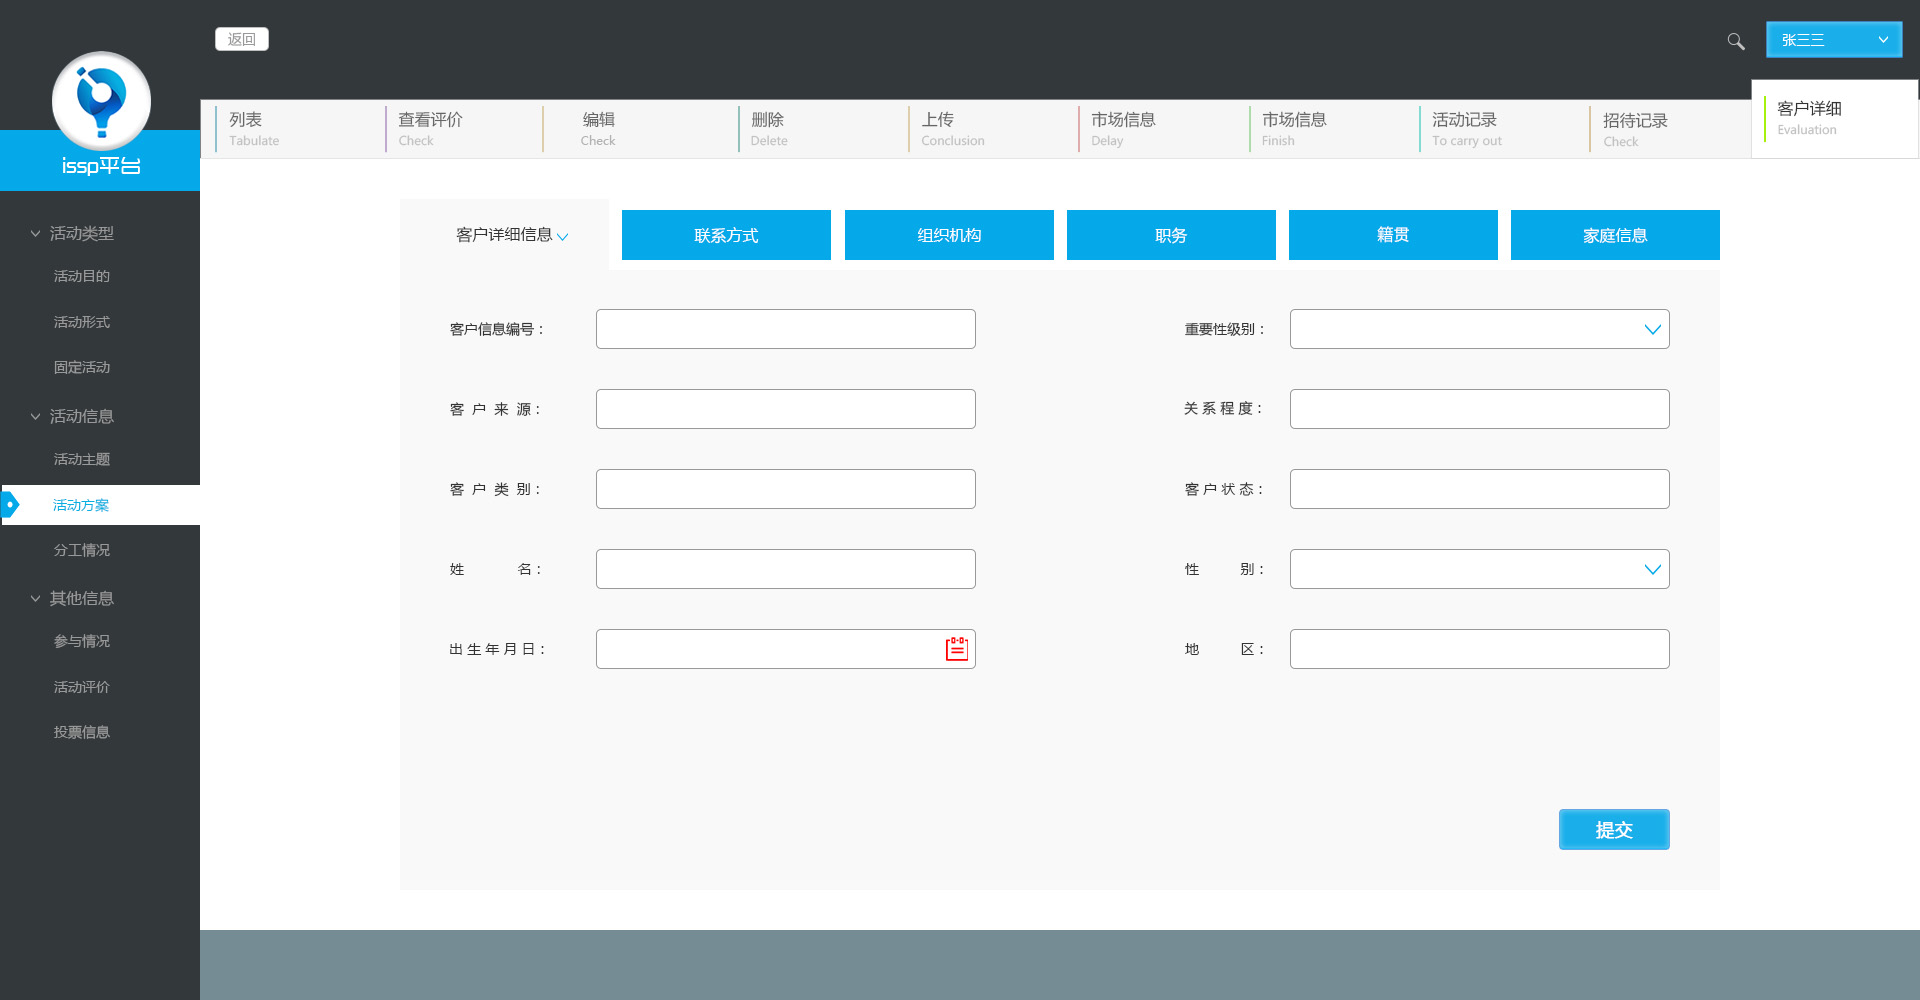 返回
张三三
issp平台
列表
Tabulate
查看评价
Check
编辑
Check
删除
Delete
上传
Conclusion
市场信息
Delay
市场信息
Finish
活动记录
To carry out
招待记录
Check
客户详细
Evaluation
活动类型
活动目的
活动形式
固定活动
活动信息
活动主题
活动方案
分工情况
其他信息
参与情况
活动评价
投票信息
客户详细信息
联系方式
组织机构
职务
籍贯
家庭信息
客户信息编号：
重要性级别：
客户来源：
关系程度：
客户类别：
客户状态：
姓名：
性别：
出生年月日：
地区：
提交